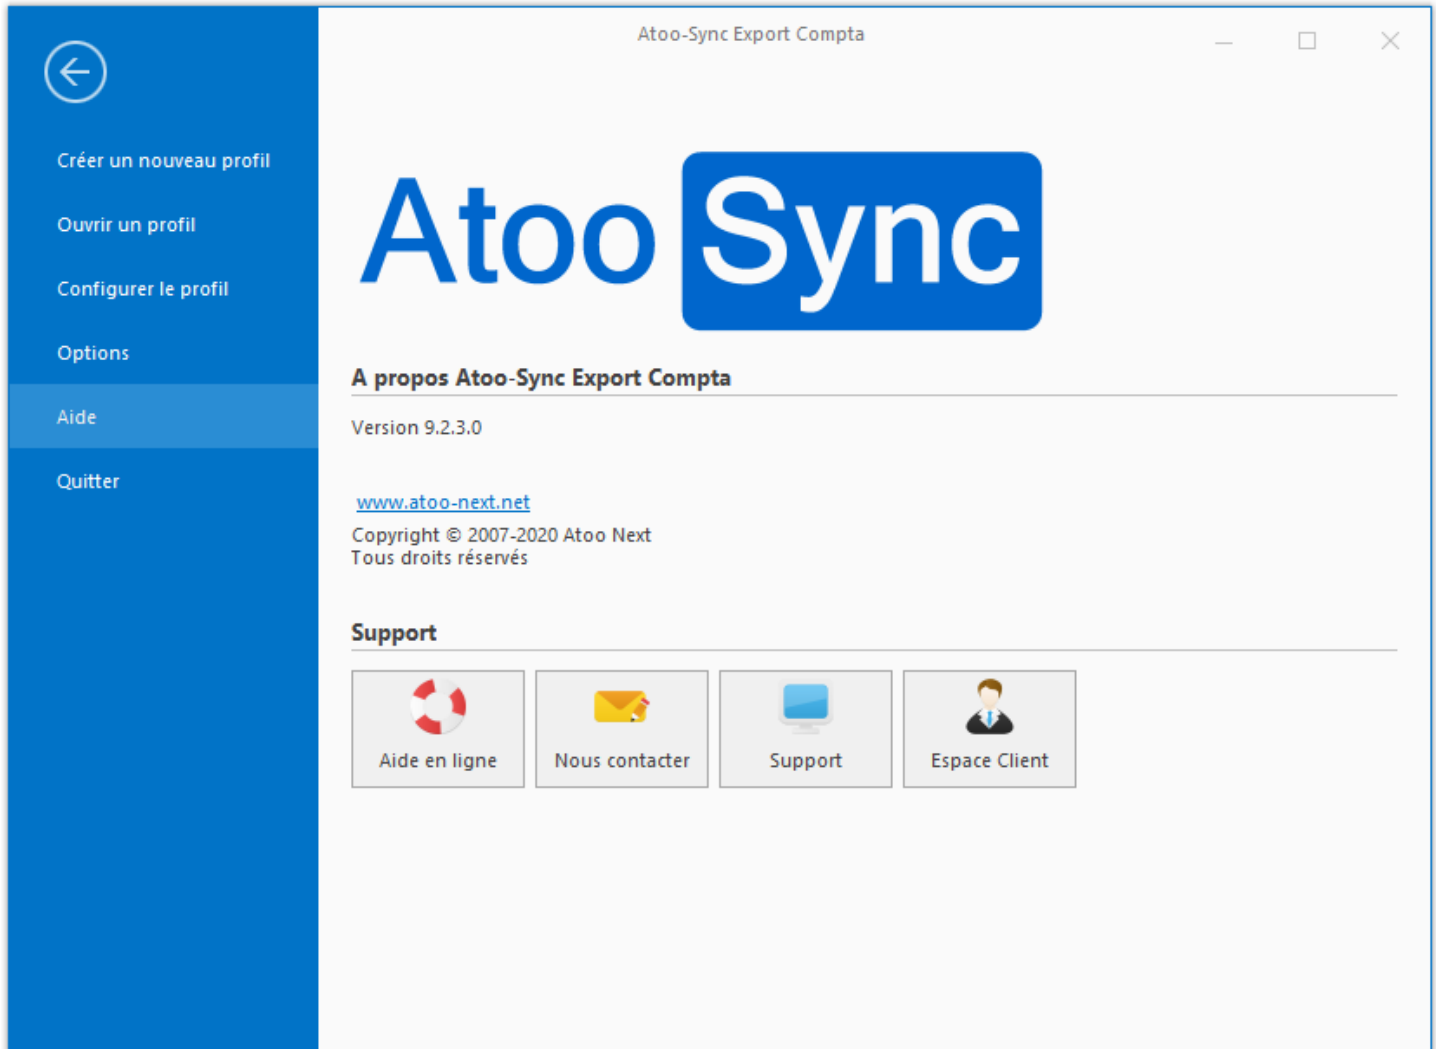 Atoo-Sync Export Compta
Créer un nouveau profil
Ouvrir un profil
Configurer le profil
Options
Aide
Quitter
Atoo Sync
A propos Atoo-Sync Export Compta
Version 9.2.3.0
www.atoo-next.net
Copyright © 2007-2020 Atoo Next
Tous droits réservés
Support
Aide en ligne
Nous contacter
Support
Espace Client